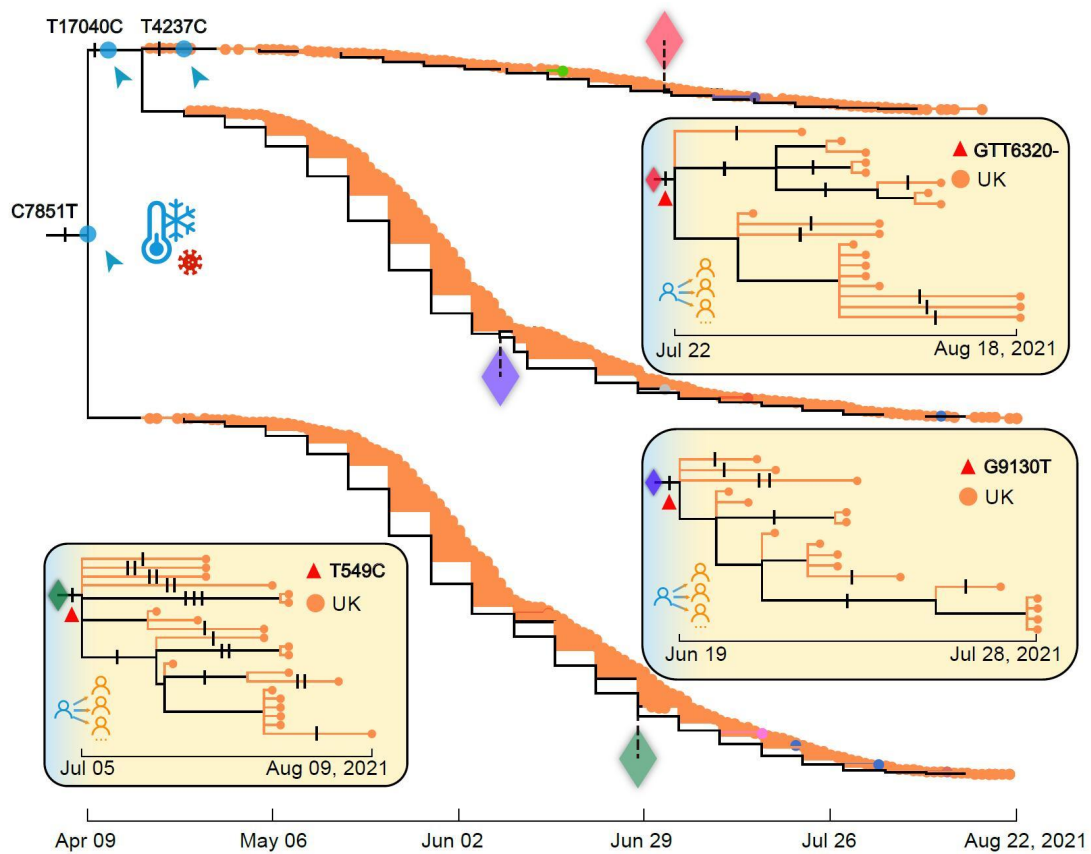 T17040C
T4237C
C7851T
GTT6320-
UK
...
Jul 22
Aug 18, 2021
G9130T
UK
...
Jun 19
Jul 28, 2021
T549C
UK
...
Jul 05
Aug 09, 2021
Apr 09
May 06
Jun 02
Jun 29
Jul 26
Aug 22, 2021